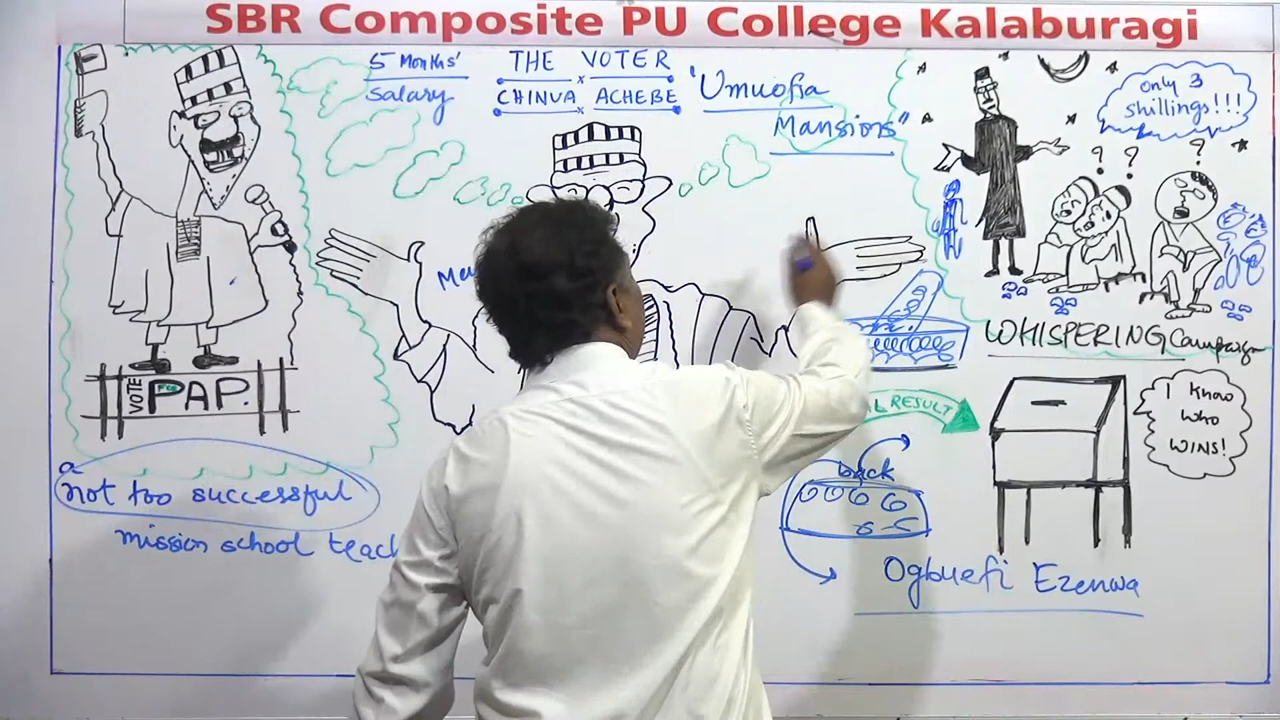 SBR Composite PU College Kalaburagi
5 Months'
Salary
THE VOTER
CHINUA ACHEBE
'Umuofia
Mansions"
only 3
shillings!!!
? ? ?
WHISPERING Campaign
VOTE
FOR
PAP.
RESULT
I know
who
WINS!
back
a
not too successful
mission school teach
Ogbuefi Ezenwa